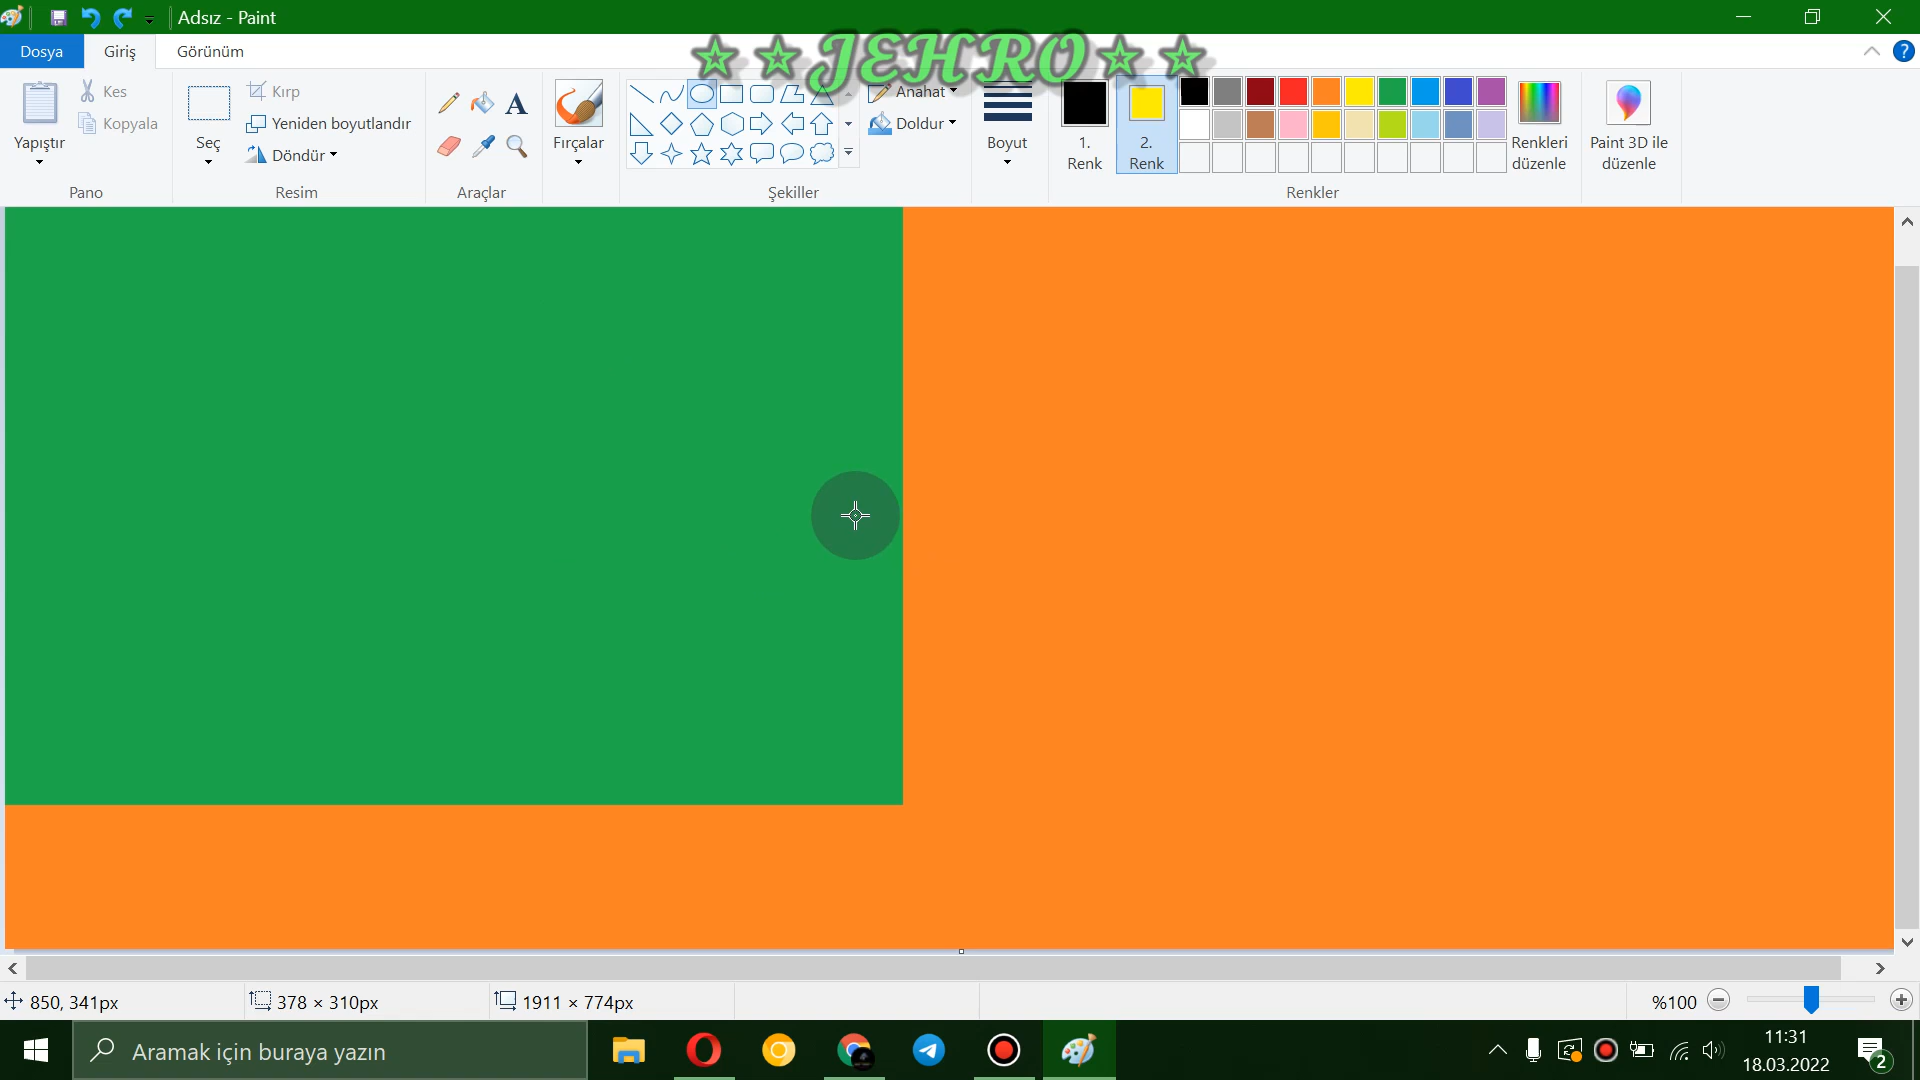 Adsız - Paint
Dosya
Giriş
Görünüm
☆ ☆ JEHRO ☆ ☆
?
Yapıştır
Kes
Kopyala
Pano
Seç
Kırp
Yeniden boyutlandır
Döndür
Resim
A
Araçlar
Fırçalar
Anahat
Doldur
Şekiller
Boyut
1.
Renk
2.
Renk
Renkler
Renkleri
düzenle
Paint 3D ile
düzenle
850, 341px
378 × 310px
1911 × 774px
%100
Aramak için buraya yazın
11:31
18.03.2022
2